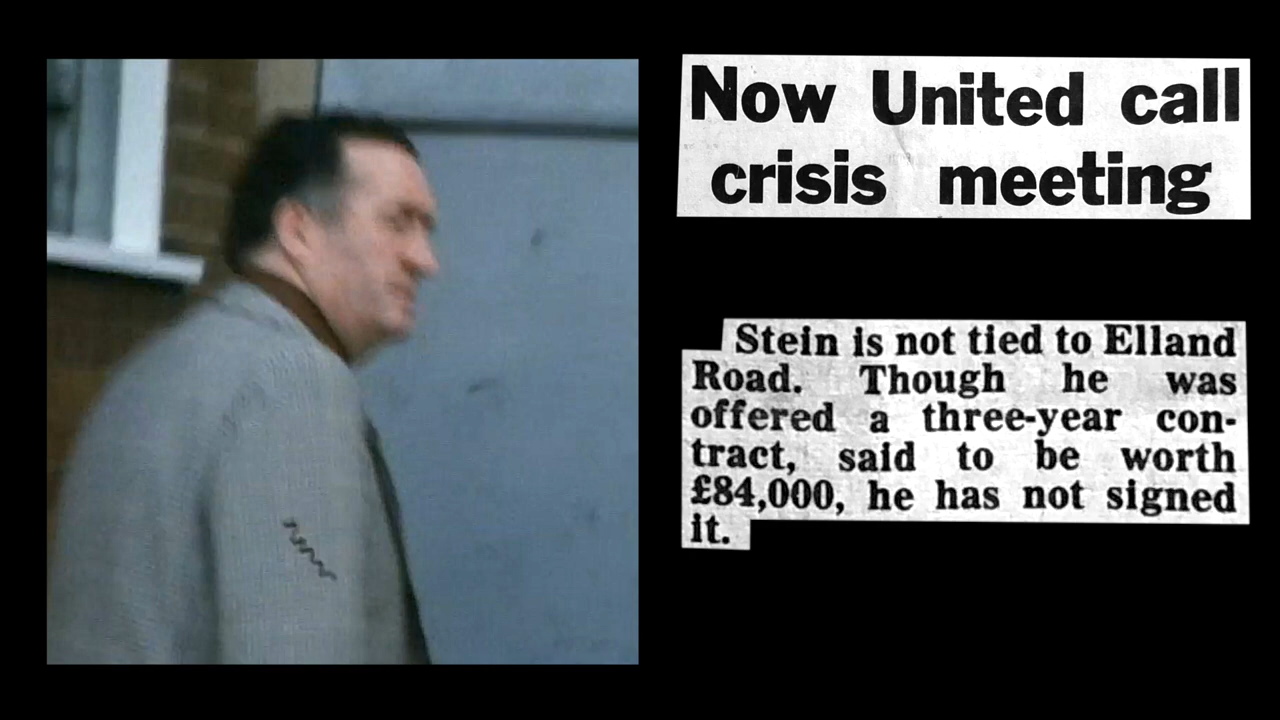 Now United call
crisis meeting
Stein is not tied to Elland
Road. Though he was
offered a three-year con-
tract, said to be worth
£84,000, he has not signed
it.